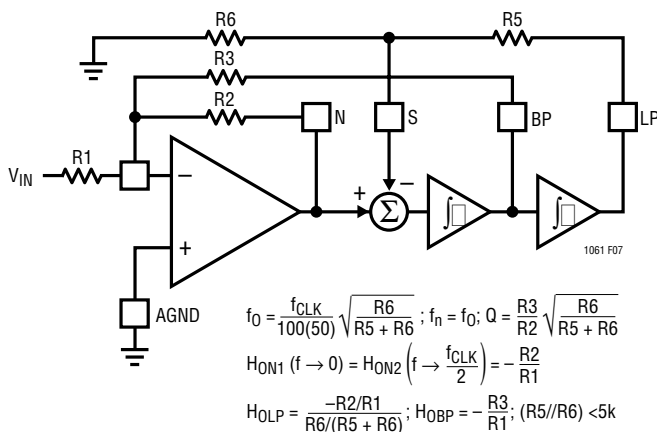 R6
R5
R3
R2
N
S
BP
LP
R1
V_IN
−
+
+
−
Σ
∫
∫
1061 F07
AGND
f_O = f_CLK/100(50) √(R6/(R5 + R6)) ; f_n = f_O; Q = R3/R2 √(R6/(R5 + R6))
H_ON1 (f → 0) = H_ON2 (f → f_CLK/2) = − R2/R1
H_OLP = −R2/R1 / R6/(R5 + R6) ; H_OBP = − R3/R1; (R5//R6) <5k